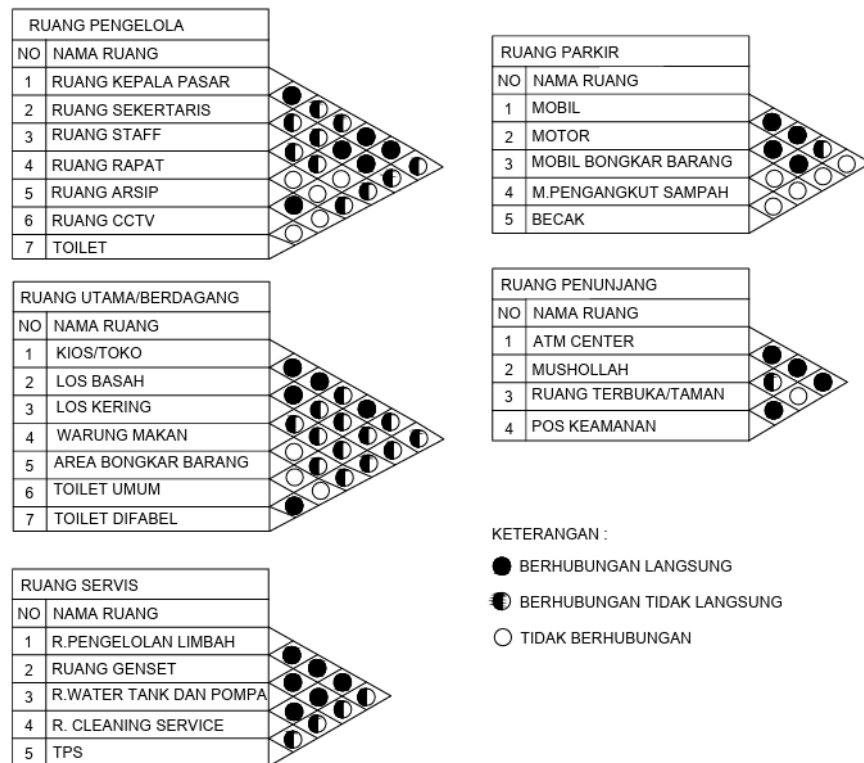 RUANG PENGELOLA
NO NAMA RUANG
1 RUANG KEPALA PASAR
2 RUANG SEKERTARIS
3 RUANG STAFF
4 RUANG RAPAT
5 RUANG ARSIP
6 RUANG CCTV
7 TOILET
RUANG UTAMA/BERDAGANG
NO NAMA RUANG
1 KIOS/TOKO
2 LOS BASAH
3 LOS KERING
4 WARUNG MAKAN
5 AREA BONGKAR BARANG
6 TOILET UMUM
7 TOILET DIFABEL
RUANG SERVIS
NO NAMA RUANG
1 R.PENGELOLAN LIMBAH
2 RUANG GENSET
3 R.WATER TANK DAN POMPA
4 R. CLEANING SERVICE
5 TPS
RUANG PARKIR
NO NAMA RUANG
1 MOBIL
2 MOTOR
3 MOBIL BONGKAR BARANG
4 M.PENGANGKUT SAMPAH
5 BECAK
RUANG PENUNJANG
NO NAMA RUANG
1 ATM CENTER
2 MUSHOLLAH
3 RUANG TERBUKA/TAMAN
4 POS KEAMANAN
KETERANGAN :
BERHUBUNGAN LANGSUNG
BERHUBUNGAN TIDAK LANGSUNG
TIDAK BERHUBUNGAN